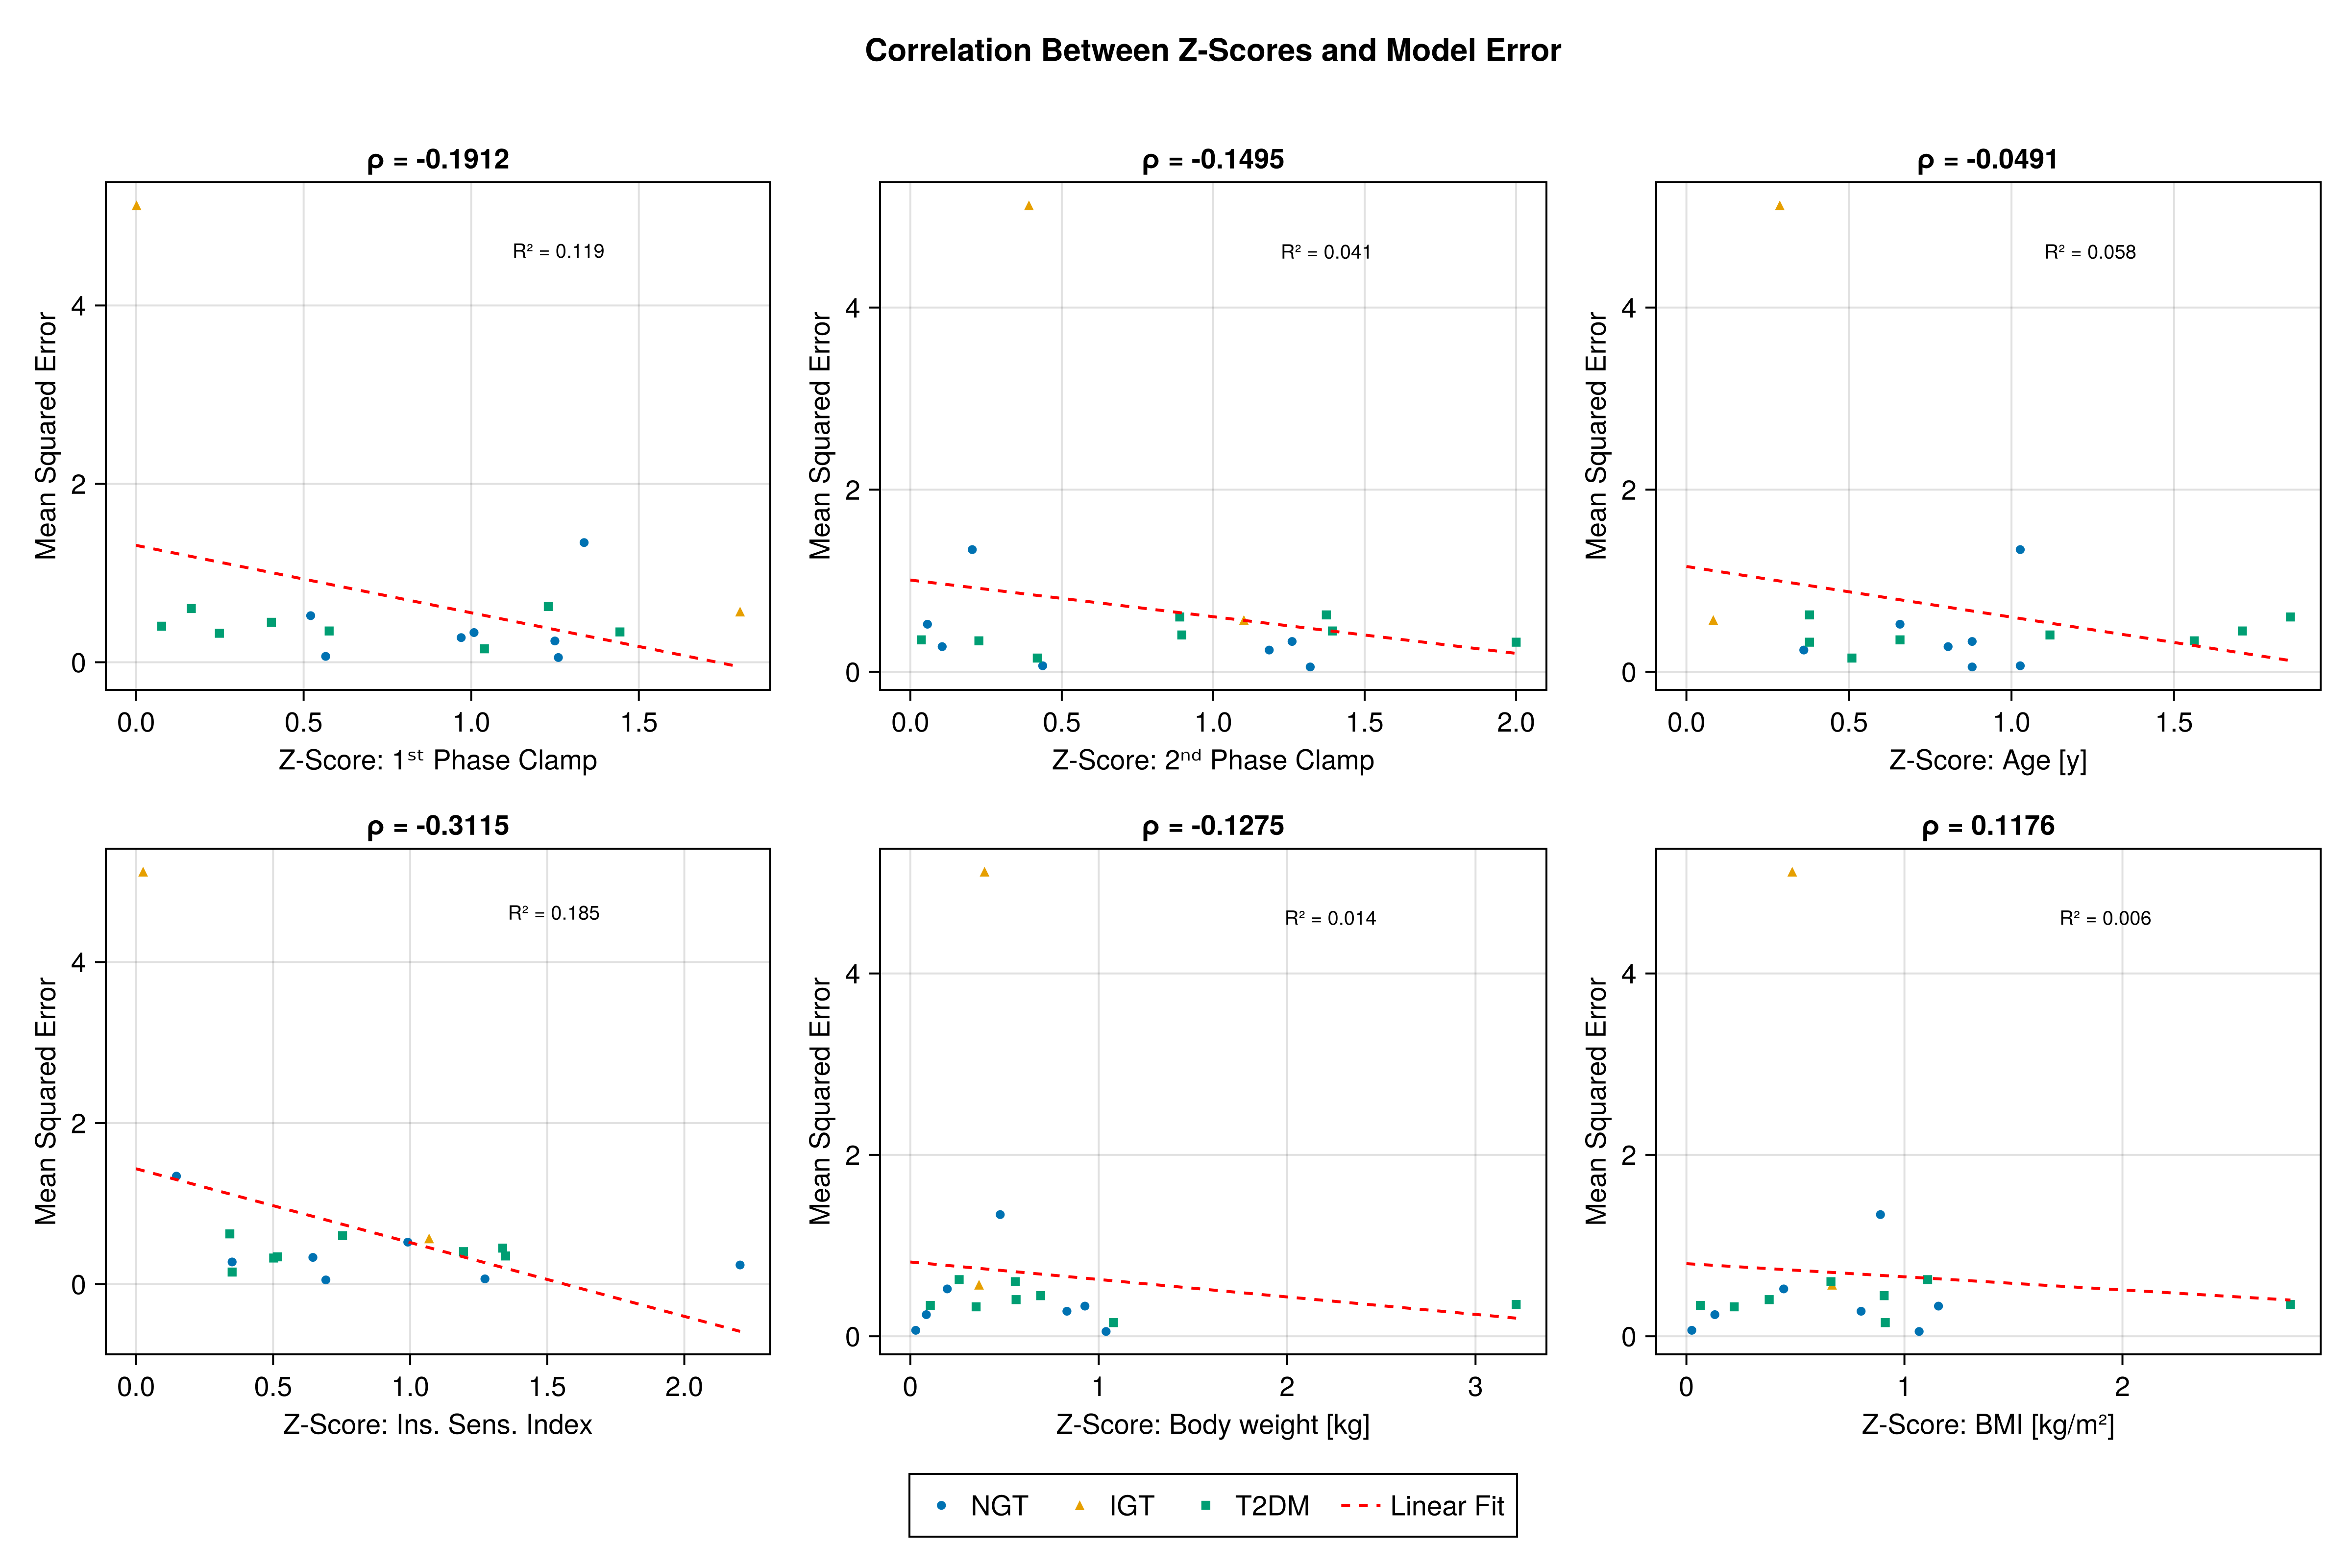 Correlation Between Z-Scores and Model Error
ρ = -0.1912
R² = 0.119
Mean Squared Error
4
2
0
0.0 0.5 1.0 1.5
Z-Score: 1ˢᵗ Phase Clamp
ρ = -0.1495
R² = 0.041
Mean Squared Error
4
2
0
0.0 0.5 1.0 1.5 2.0
Z-Score: 2ⁿᵈ Phase Clamp
ρ = -0.0491
R² = 0.058
Mean Squared Error
4
2
0
0.0 0.5 1.0 1.5
Z-Score: Age [y]
ρ = -0.3115
R² = 0.185
Mean Squared Error
4
2
0
0.0 0.5 1.0 1.5 2.0
Z-Score: Ins. Sens. Index
ρ = -0.1275
R² = 0.014
Mean Squared Error
4
2
0
0 1 2 3
Z-Score: Body weight [kg]
ρ = 0.1176
R² = 0.006
Mean Squared Error
4
2
0
0 1 2
Z-Score: BMI [kg/m²]
NGT IGT T2DM Linear Fit